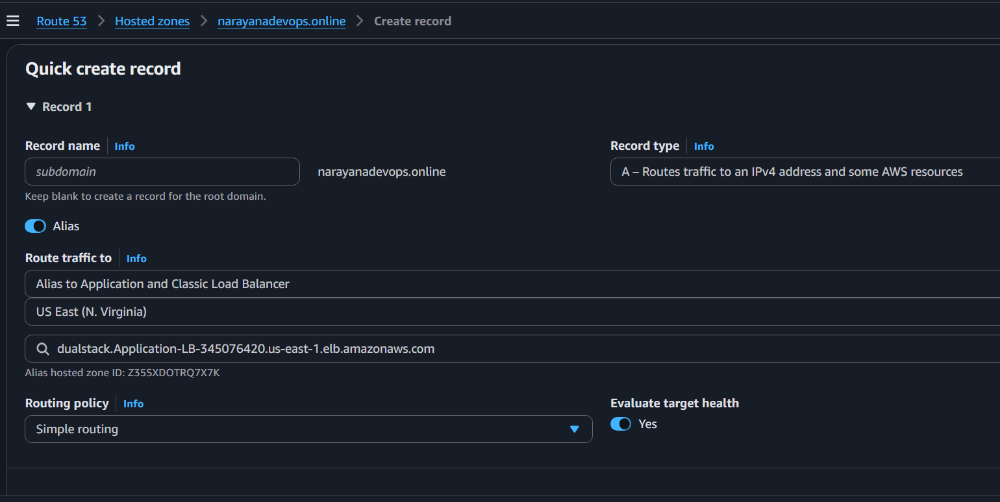 Route 53 > Hosted zones > narayanadevops.online > Create record
Quick create record
Record 1
Record name Info
Record type Info
subdomain
narayanadevops.online
A – Routes traffic to an IPv4 address and some AWS resources
Keep blank to create a record for the root domain.
Alias
Route traffic to Info
Alias to Application and Classic Load Balancer
US East (N. Virginia)
dualstack.Application-LB-345076420.us-east-1.elb.amazonaws.com
Alias hosted zone ID: Z35SXDOTRQ7X7K
Routing policy Info
Evaluate target health
Simple routing
Yes